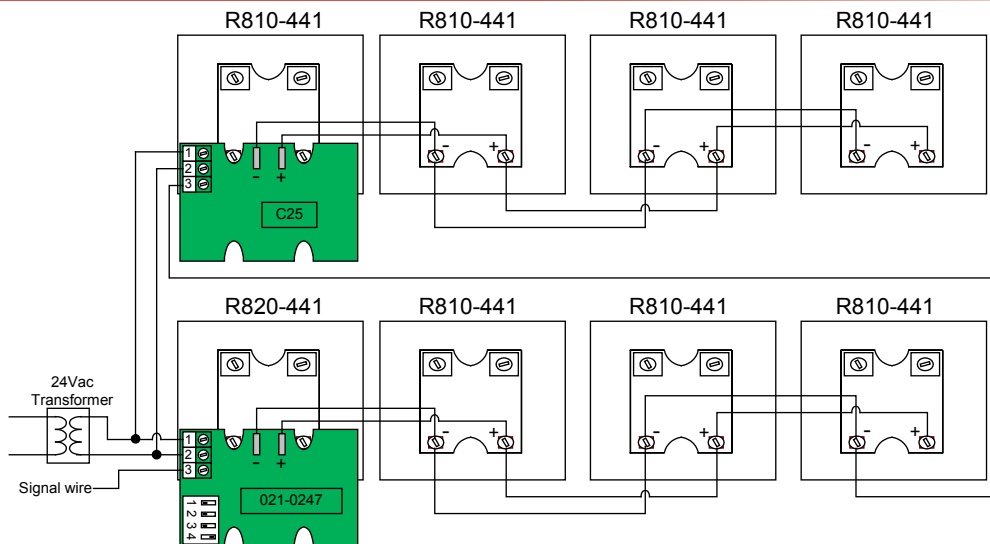 R810-441 R810-441 R810-441 R810-441
- + - + - +
1
2
3
- +
C25
R820-441 R810-441 R810-441 R810-441
24Vac
Transformer
- + - + - +
1
2
3
- +
Signal wire
021-0247
1
2
3
4